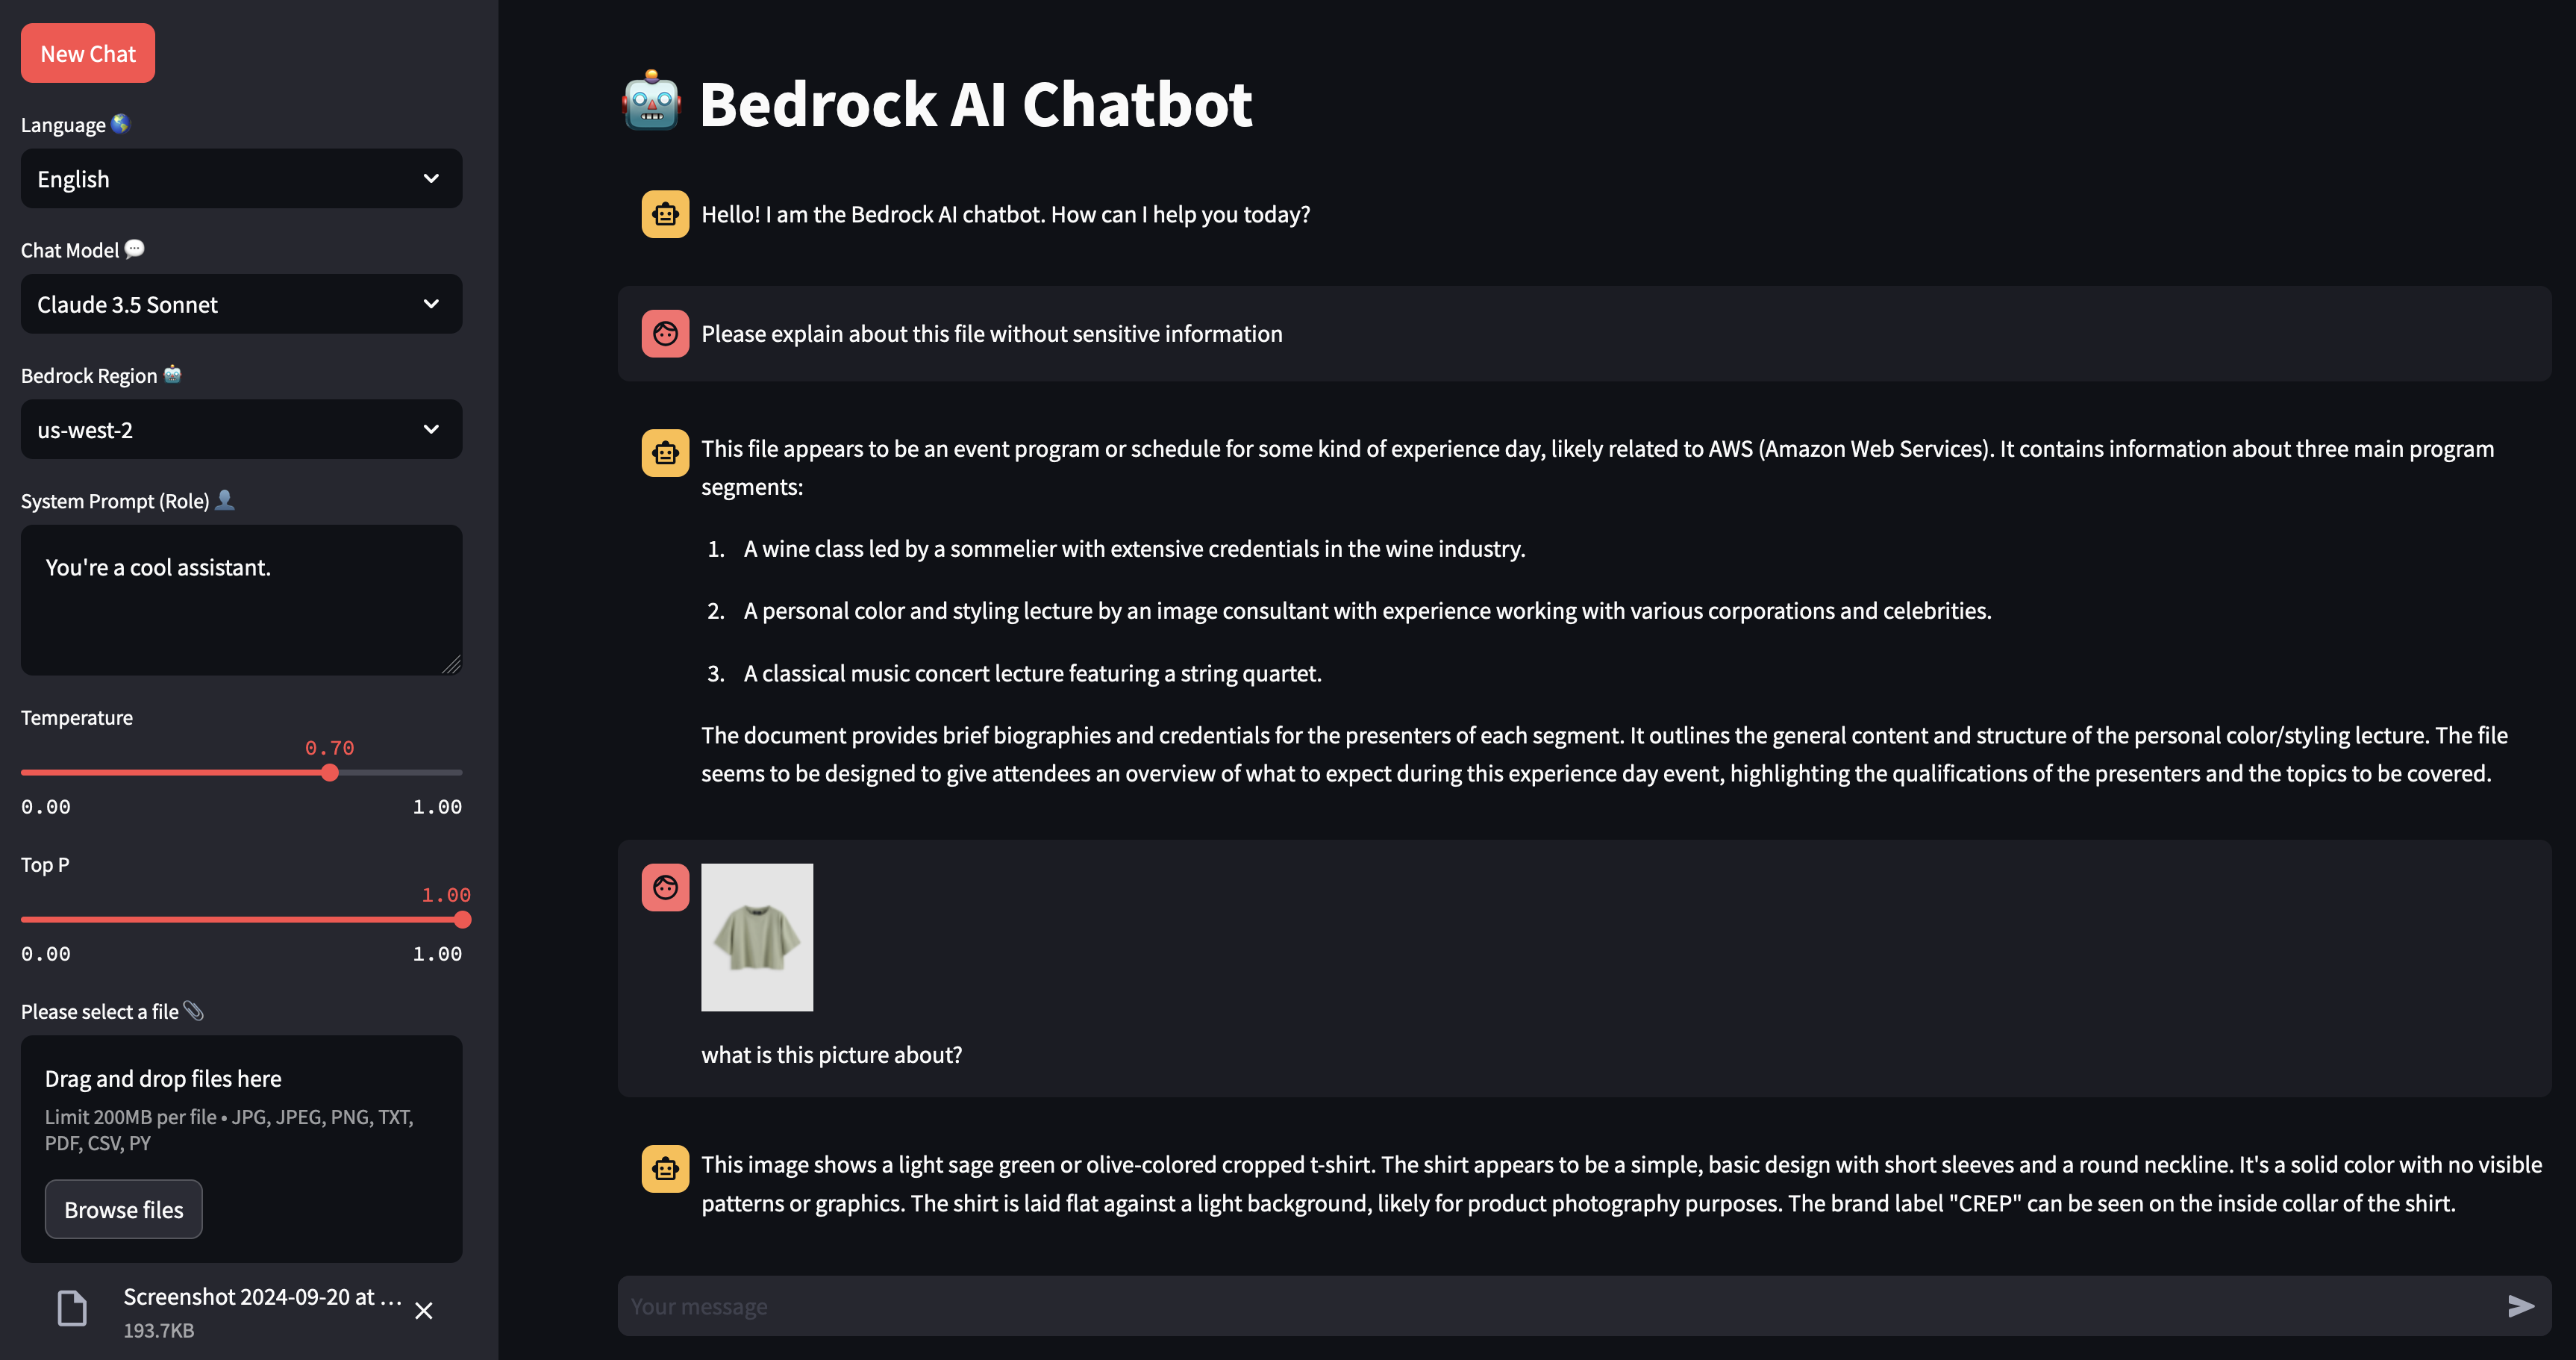 New Chat
Language
English
Chat Model
Claude 3.5 Sonnet
Bedrock Region
us-west-2
System Prompt (Role)
You're a cool assistant.
Temperature
0.70
0.00 1.00
Top P
1.00
0.00 1.00
Please select a file
Drag and drop files here
Limit 200MB per file • JPG, JPEG, PNG, TXT,
PDF, CSV, PY
Browse files
Screenshot 2024-09-20 at ...
193.7KB
Bedrock AI Chatbot
Hello! I am the Bedrock AI chatbot. How can I help you today?
Please explain about this file without sensitive information
This file appears to be an event program or schedule for some kind of experience day, likely related to AWS (Amazon Web Services). It contains information about three main program
segments:
1. A wine class led by a sommelier with extensive credentials in the wine industry.
2. A personal color and styling lecture by an image consultant with experience working with various corporations and celebrities.
3. A classical music concert lecture featuring a string quartet.
The document provides brief biographies and credentials for the presenters of each segment. It outlines the general content and structure of the personal color/styling lecture. The file
seems to be designed to give attendees an overview of what to expect during this experience day event, highlighting the qualifications of the presenters and the topics to be covered.
what is this picture about?
This image shows a light sage green or olive-colored cropped t-shirt. The shirt appears to be a simple, basic design with short sleeves and a round neckline. It's a solid color with no visible
patterns or graphics. The shirt is laid flat against a light background, likely for product photography purposes. The brand label "CREP" can be seen on the inside collar of the shirt.
Your message